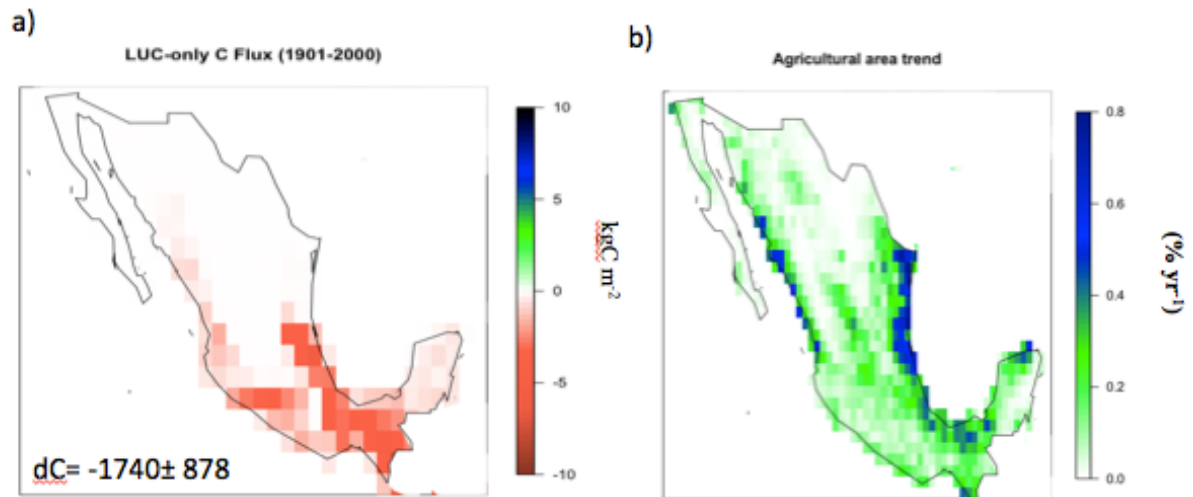 a)
LUC-only C Flux (1901-2000)
10
5
0
-5
-10
kgC m-2
dC= -1740± 878
b)
Agricultural area trend
0.8
0.6
0.4
0.2
0.0
(% yr-1)